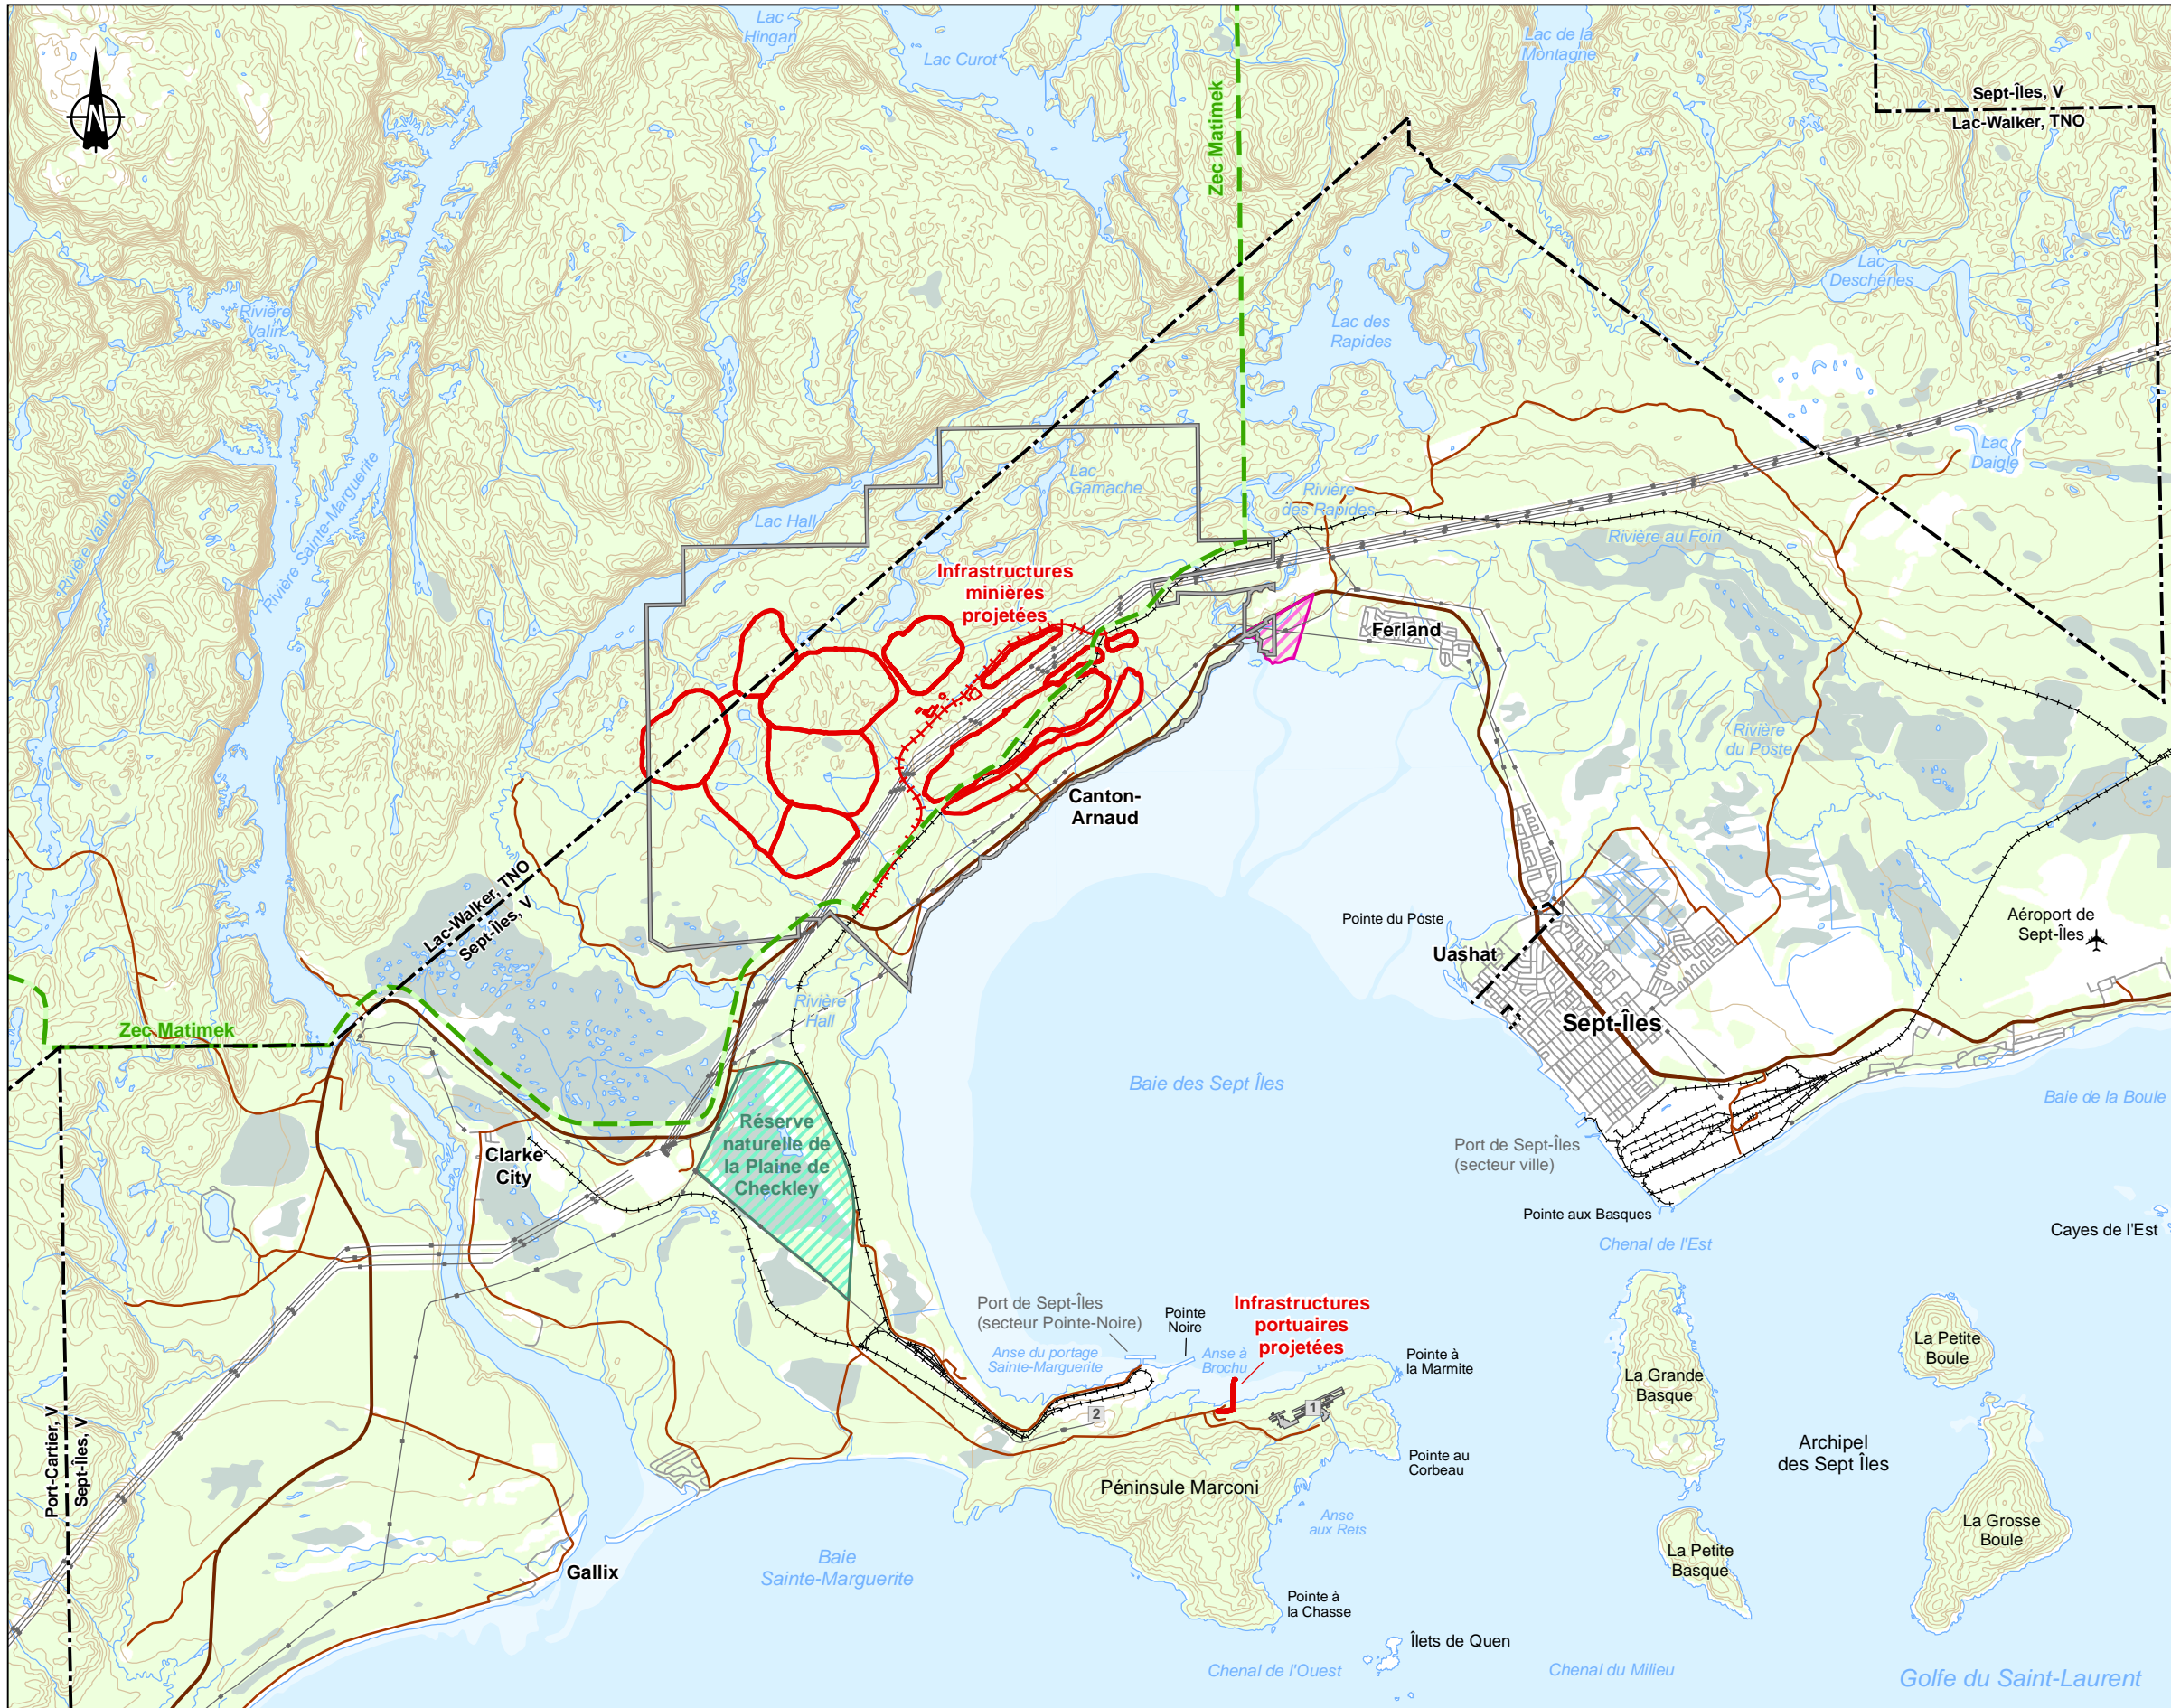 Lac
Hingan
Lac Curot
Lac de la
Montagne
N
Zec Matimek
Sept-Îles, V
Lac-Walker, TNO
Lac
Deschênes
Rivière
Valin
Lac des
Rapides
Lac
Daigle
Lac
Gamache
Rivière Valin Ouest
Rivière Sainte-Marguerite
Lac Hall
Rivière
des Rapides
Rivière au Foin
Infrastructures
minières
projetées
Ferland
Rivière
du Poste
Canton-
Arnaud
Lac-Walker, TNO
Sept-Îles, V
Pointe du Poste
Aéroport de
Sept-Îles
Uashat
Rivière
Hall
Sept-Îles
Zec Matimek
Baie des Sept Îles
Baie de la Boule
Réserve
naturelle de
la Plaine de
Checkley
Clarke
City
Port de Sept-Îles
(secteur ville)
Pointe aux Basques
Cayes de l'Est
Chenal de l'Est
Port de Sept-Îles
(secteur Pointe-Noire)
Pointe
Noire
Infrastructures
portuaires
projetées
Anse du portage
Sainte-Marguerite
Anse à
Brochu
Pointe à
la Marmite
La Petite
Boule
La Grande
Basque
1
2
Port-Cartier, V
Sept-Îles, V
Archipel
des Sept Îles
Pointe au
Corbeau
Péninsule Marconi
Anse
aux Rets
La Grosse
Boule
La Petite
Basque
Gallix
Baie
Sainte-Marguerite
Pointe à
la Chasse
Îlets de Quen
Chenal de l'Ouest
Chenal du Milieu
Golfe du Saint-Laurent